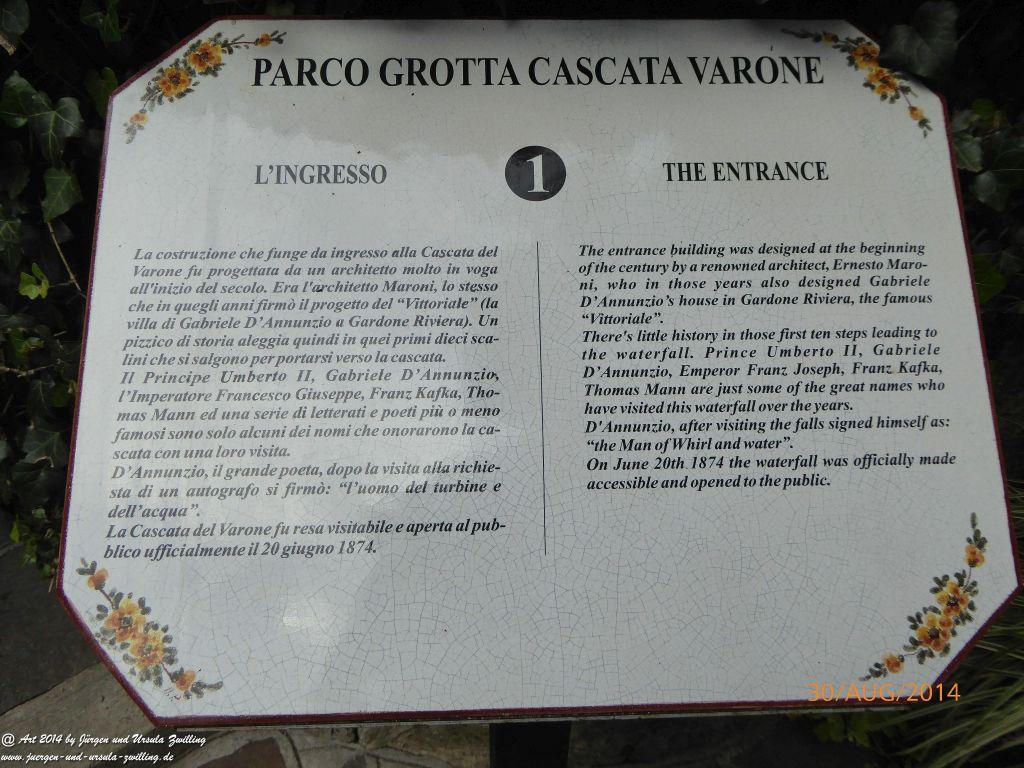 PARCO GROTTA CASCATA VARONE
1
L'INGRESSO
La costruzione che funge da ingresso alla Cascata del
Varone fu progettata da un architetto molto in voga
all'inizio del secolo. Era l'architetto Maroni, lo stesso
che in quegli anni firmò il progetto del “Vittoriale” (la
villa di Gabriele D'Annunzio a Gardone Riviera). Un
pizzico di storia aleggia quindi in quei primi dieci sca-
lini che si salgono per portarsi verso la cascata.
Il Principe Umberto II, Gabriele D'Annunzio,
l'Imperatore Francesco Giuseppe, Franz Kafka, Tho-
mas Mann ed una serie di letterati e poeti più o meno
famosi sono solo alcuni dei nomi che onorarono la ca-
scata con una loro visita.
D'Annunzio, il grande poeta, dopo la visita alla richie-
sta di un autografo si firmò: “l'uomo del turbine e
dell'acqua”.
La Cascata del Varone fu resa visitabile e aperta al pub-
blico ufficialmente il 20 giugno 1874.
THE ENTRANCE
The entrance building was designed at the beginning
of the century by a renowned architect, Ernesto Maro-
ni, who in those years also designed Gabriele
D'Annunzio's house in Gardone Riviera, the famous
“Vittoriale”.
There's little history in those first ten steps leading to
the waterfall. Prince Umberto II, Gabriele
D'Annunzio, Emperor Franz Joseph, Franz Kafka,
Thomas Mann are just some of the great names who
have visited this waterfall over the years.
D'Annunzio, after visiting the falls signed himself as:
“the Man of Whirl and water”.
On June 20th 1874 the waterfall was officially made
accessible and opened to the public.
30/AUG/2014
@ Art 2014 by Jürgen und Ursula Zwilling
www.juergen-und-ursula-zwilling.de